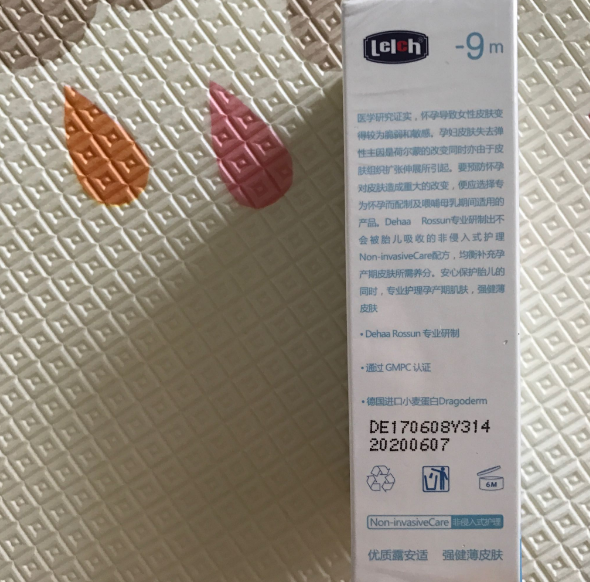 Lelch
-9m
医学研究证实，怀孕导致女性皮肤变
得较为脆弱和敏感。孕妇皮肤失去弹
性主因是荷尔蒙的改变同时亦由于皮
肤组织扩张伸展所引起。要预防怀孕
对皮肤造成重大的改变，便应选择专
为怀孕而配制及喂哺母乳期间适用的
产品。Dehaa Rossun专业研制出不
会被胎儿吸收的非侵入式护理
Non-invasiveCare配方，均衡补充孕
产期皮肤所需养分。安心保护胎儿的
同时，专业护理孕产期肌肤，强健薄
皮肤
• Dehaa Rossun 专业研制
• 通过 GMPC 认证
• 德国进口小麦蛋白Dragoderm
DE170608Y314
20200607
6M
Non-invasiveCare 非侵入式护理
优质露安适 强健薄皮肤